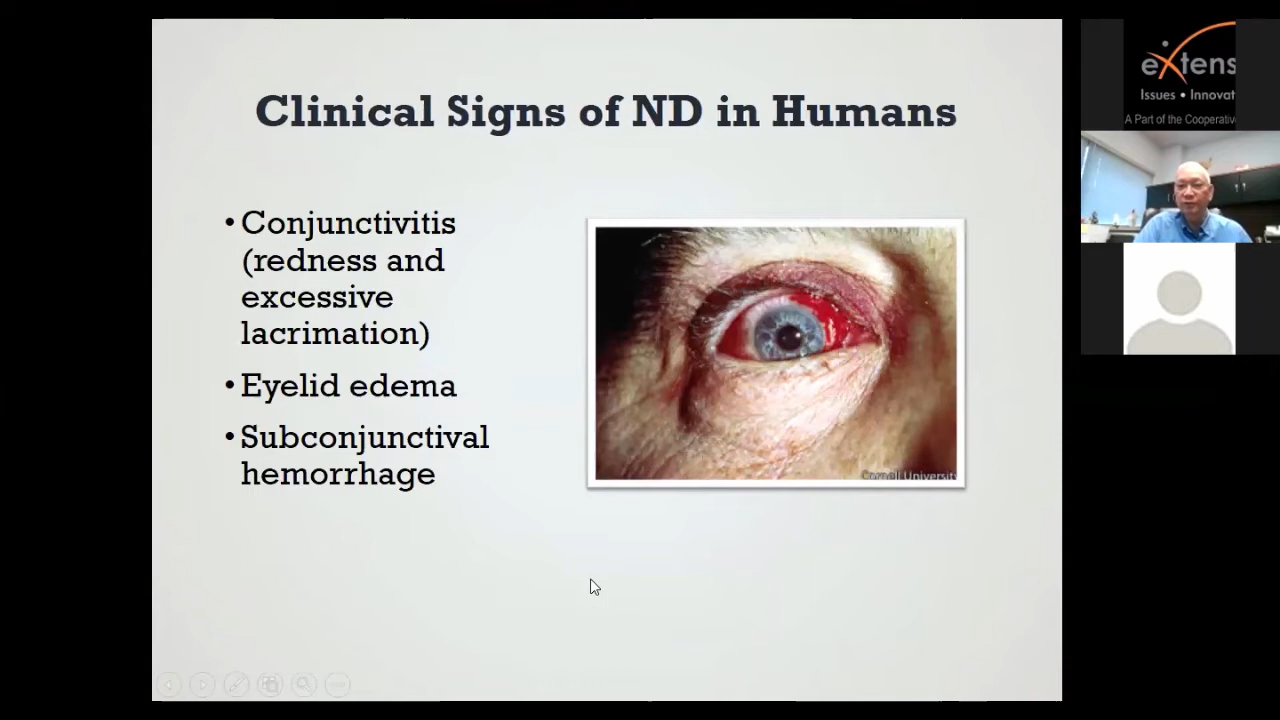 Clinical Signs of ND in Humans
• Conjunctivitis
(redness and
excessive
lacrimation)
• Eyelid edema
• Subconjunctival
hemorrhage
Cornell University
eXtens
Issues • Innovat
A Part of the Cooperative